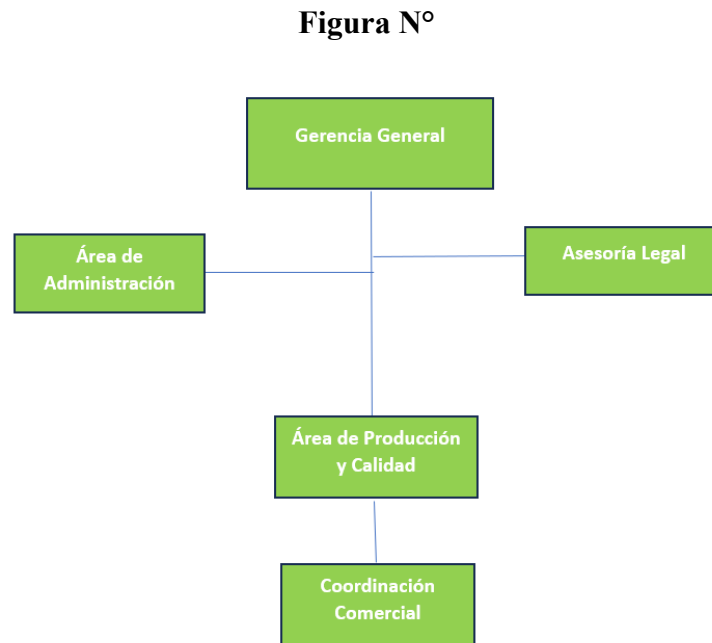 Figura N°
Gerencia General
Área de
Administración
Asesoría Legal
Área de Producción
y Calidad
Coordinación
Comercial